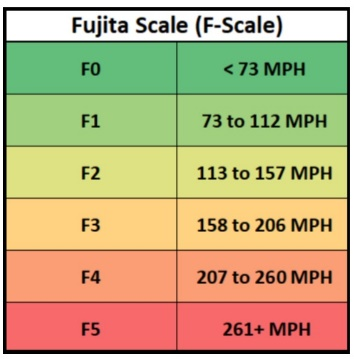 Fujita Scale (F-Scale)
F0 < 73 MPH
F1 73 to 112 MPH
F2 113 to 157 MPH
F3 158 to 206 MPH
F4 207 to 260 MPH
F5 261+ MPH